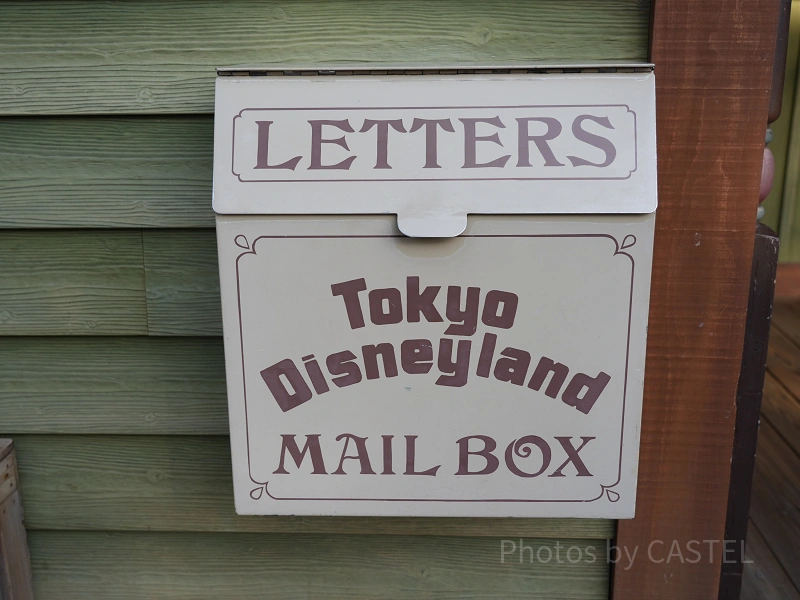 LETTERS
Tokyo
Disneyland
MAIL BOX
Photos by CASTEL